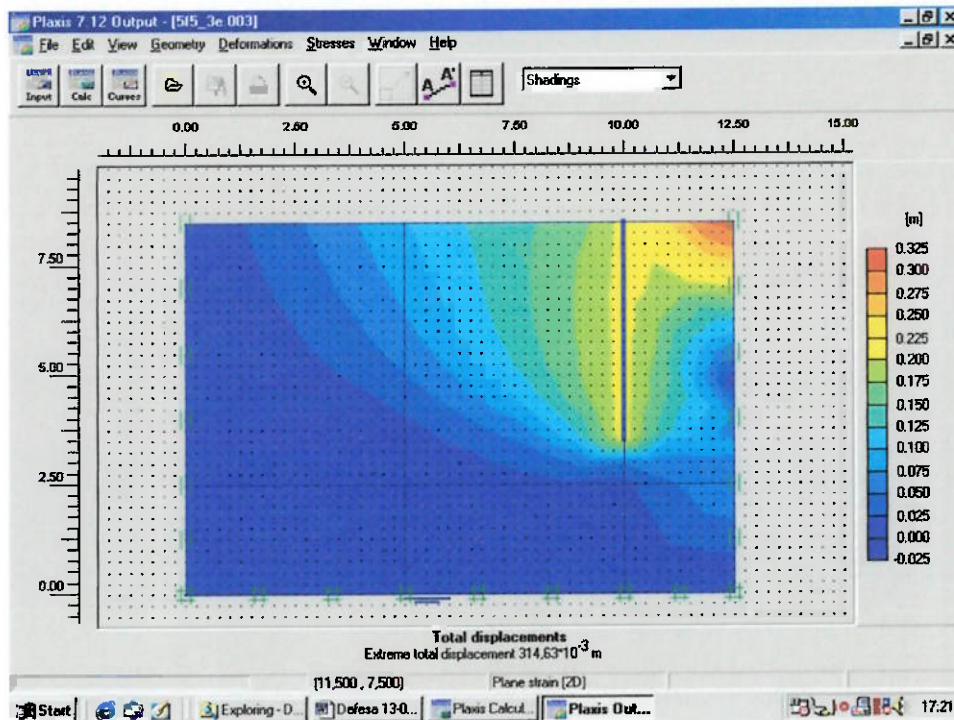 Plaxis 7.12 Output - [5f5_3e.003]
File Edit View Geometry Deformations Stresses Window Help
Input Calc Curves A A' Shadings
0.00 2.50 5.00 7.50 10.00 12.50 15.00
[m]
7.50
5.00
2.50
0.00
0.325
0.300
0.275
0.250
0.225
0.200
0.175
0.150
0.125
0.100
0.075
0.050
0.025
0.000
-0.025
Total displacements
Extreme total displacement 314,63*10-3 m
[11,500 , 7,500] Plane strain [2D]
Start Exploring - D... Defesa 13-0... Plaxis Calcul... Plaxis Out... 17:21